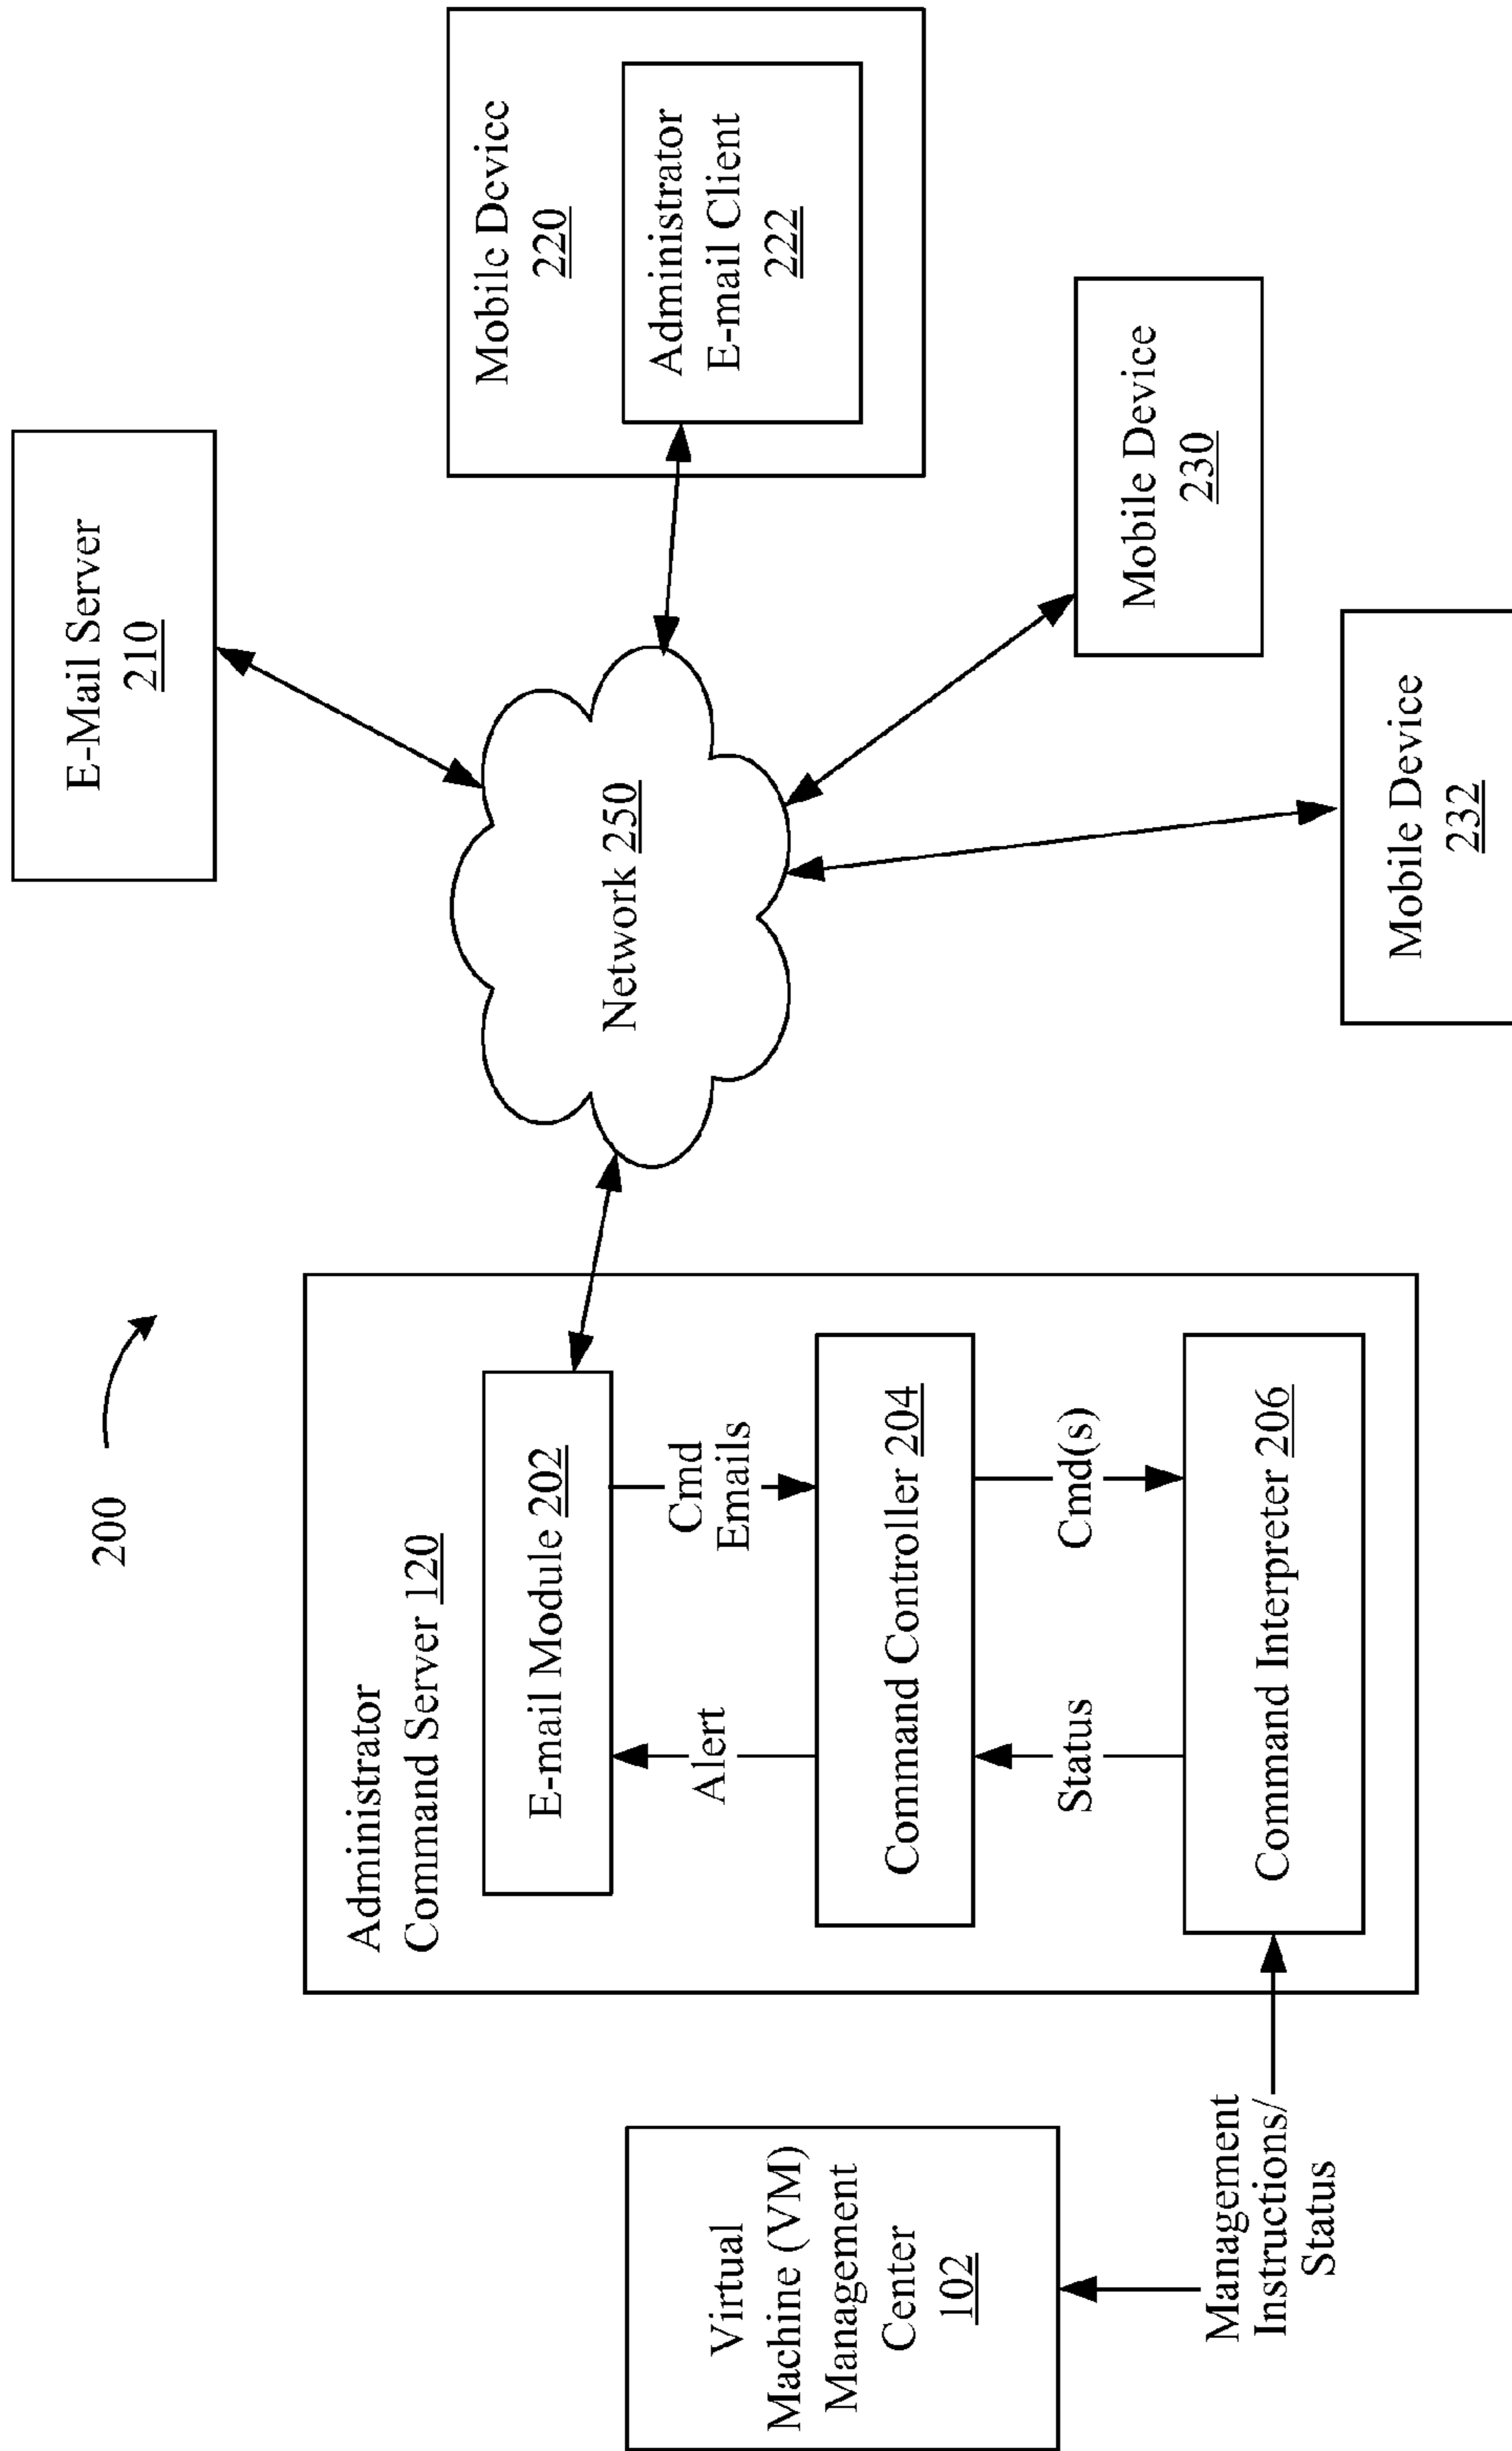 200
Virtual
Machine (VM)
Management
Center
102
Management
Instructions/
Status
Administrator
Command Server 120
E-mail Module 202
Alert
Cmd
Emails
Command Controller 204
Status
Cmd(s)
Command Interpreter 206
Network 250
E-Mail Server
210
Mobile Device
220
Administrator
E-mail Client
222
Mobile Device
230
Mobile Device
232